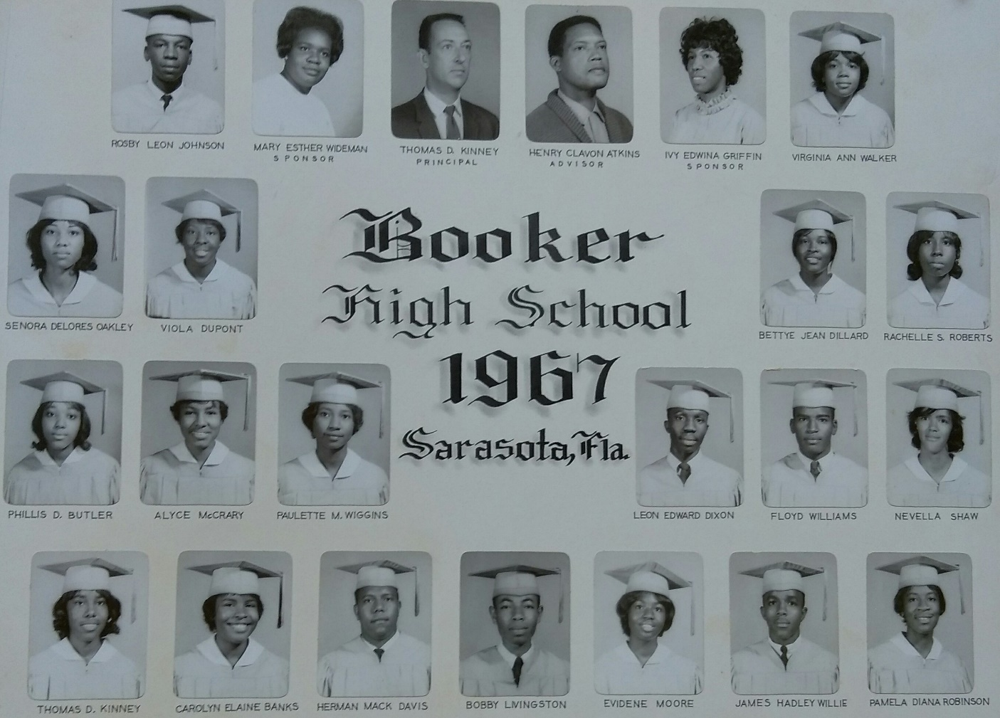 ROSBY LEON JOHNSON
MARY ESTHER WIDEMAN
SPONSOR
THOMAS D. KINNEY
PRINCIPAL
HENRY CLAVON ATKINS
ADVISOR
IVY EDWINA GRIFFIN
SPONSOR
VIRGINIA ANN WALKER
SENORA DELORES OAKLEY
VIOLA DUPONT
Booker
High School
1967
Sarasota, Fla.
BETTYE JEAN DILLARD
RACHELLE S. ROBERTS
PHILLIS D. BUTLER
ALYCE McCRARY
PAULETTE M. WIGGINS
LEON EDWARD DIXON
FLOYD WILLIAMS
NEVELLA SHAW
THOMAS D. KINNEY
CAROLYN ELAINE BANKS
HERMAN MACK DAVIS
BOBBY LIVINGSTON
EVIDENE MOORE
JAMES HADLEY WILLIE
PAMELA DIANA ROBINSON